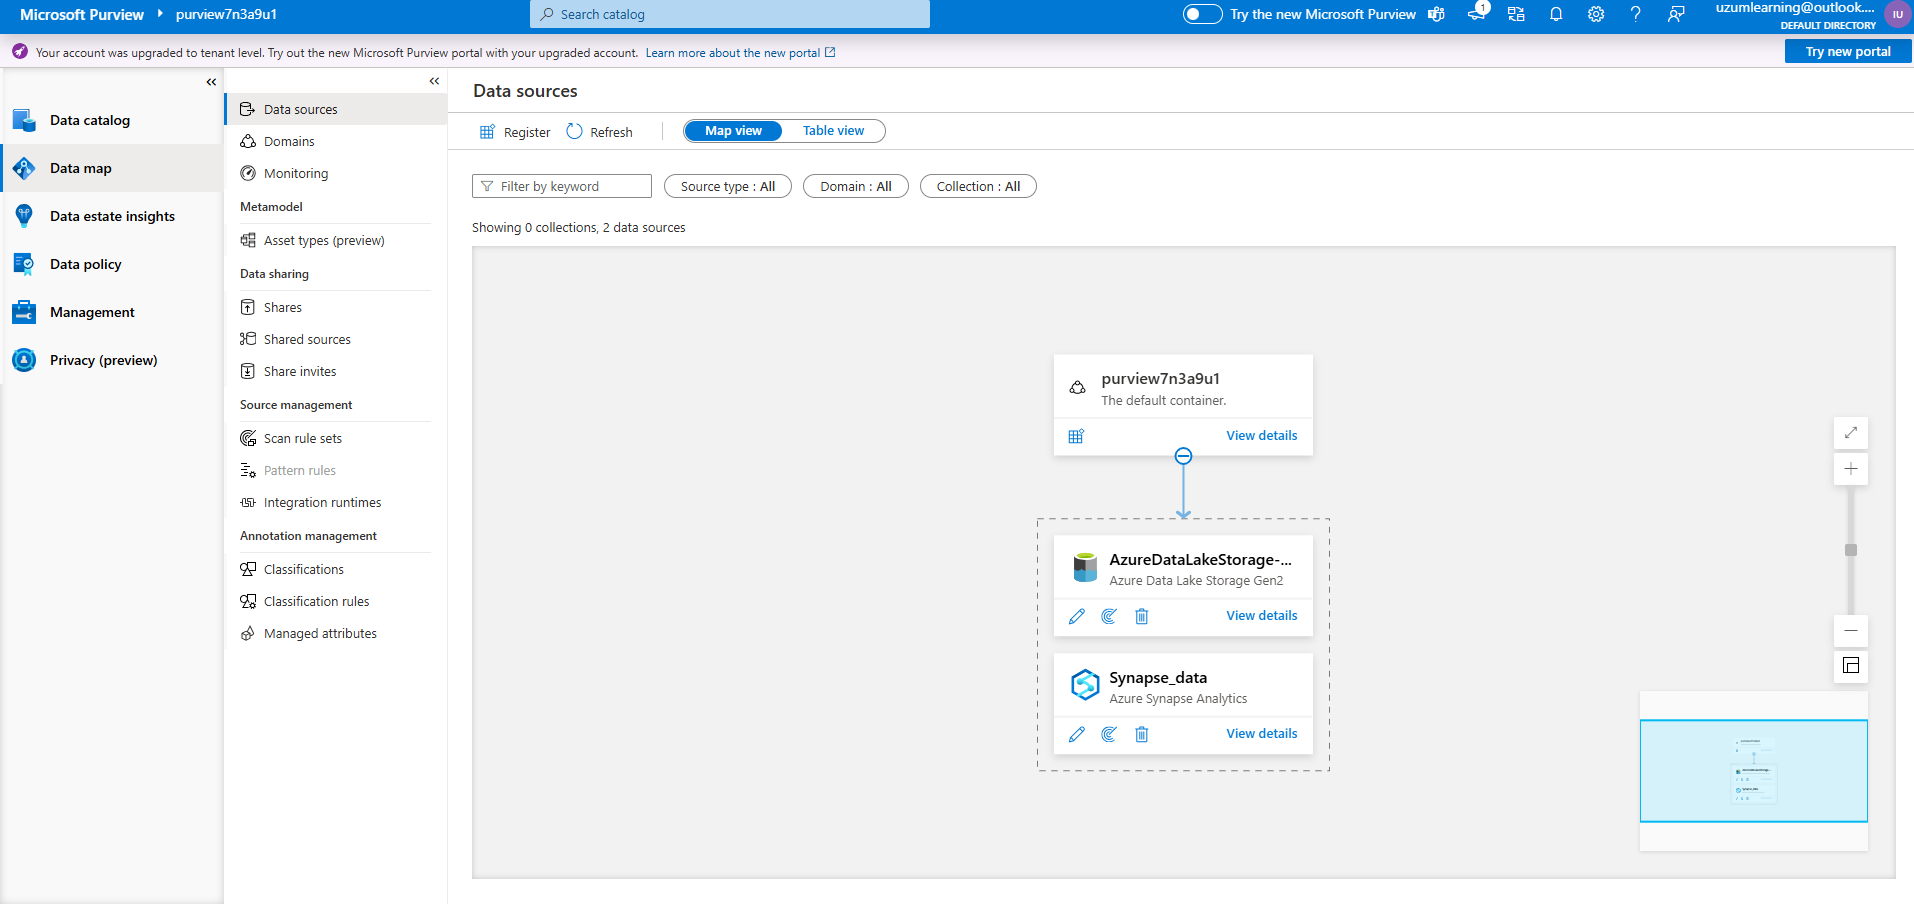 Microsoft Purview
purview7n3a9u1
Search catalog
Try the new Microsoft Purview
1
uzumlearning@outlook....
DEFAULT DIRECTORY
IU
Your account was upgraded to tenant level. Try out the new Microsoft Purview portal with your upgraded account. Learn more about the new portal
Try new portal
Data catalog
Data map
Data estate insights
Data policy
Management
Privacy (preview)
Data sources
Domains
Monitoring
Metamodel
Asset types (preview)
Data sharing
Shares
Shared sources
Share invites
Source management
Scan rule sets
Pattern rules
Integration runtimes
Annotation management
Classifications
Classification rules
Managed attributes
Data sources
Register
Refresh
Map view
Table view
Filter by keyword
Source type : All
Domain : All
Collection : All
Showing 0 collections, 2 data sources
purview7n3a9u1
The default container.
View details
AzureDataLakeStorage-...
Azure Data Lake Storage Gen2
View details
Synapse_data
Azure Synapse Analytics
View details